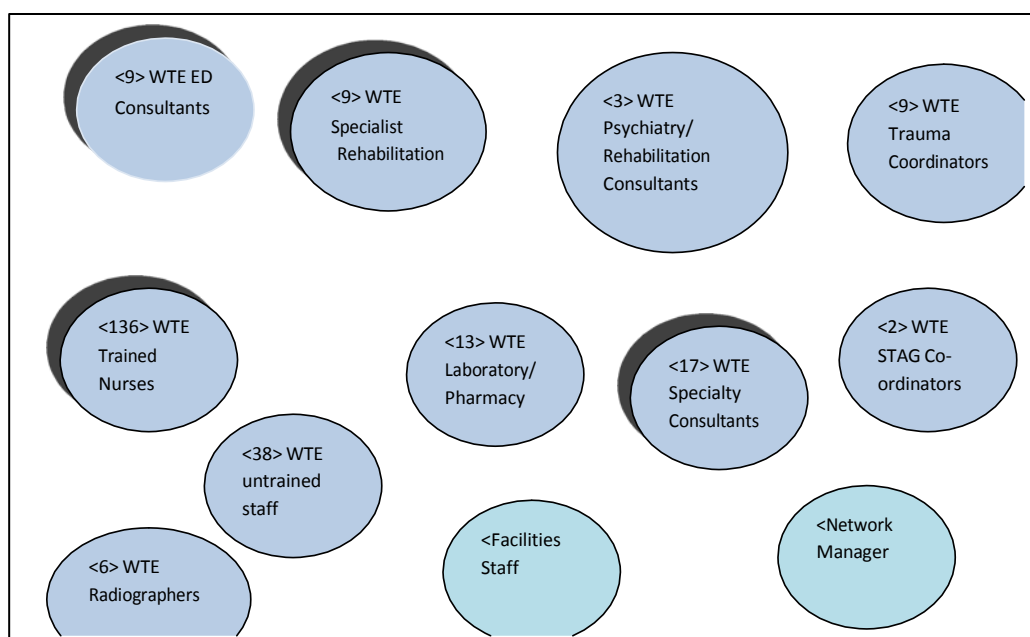 <9> WTE ED
Consultants
<9> WTE
Specialist
Rehabilitation
<3> WTE
Psychiatry/
Rehabilitation
Consultants
<9> WTE
Trauma
Coordinators
<136> WTE
Trained
Nurses
<13> WTE
Laboratory/
Pharmacy
<17> WTE
Specialty
Consultants
<2> WTE
STAG Co-
ordinators
<38> WTE
untrained
staff
<6> WTE
Radiographers
<Facilities
Staff
<Network
Manager